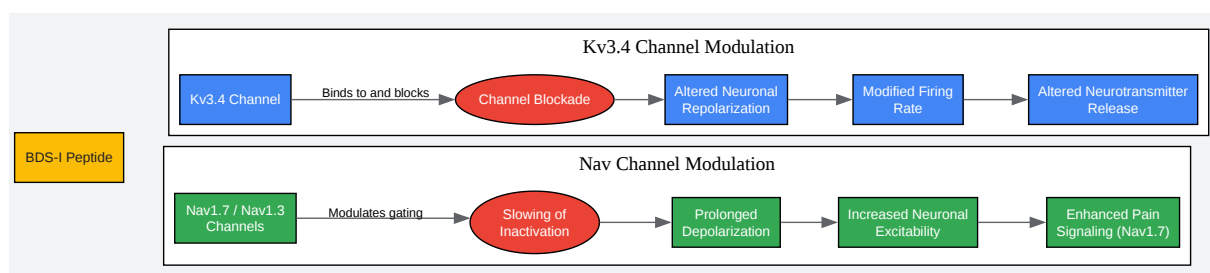 Kv3.4 Channel Modulation
Kv3.4 Channel
Binds to and blocks
Channel Blockade
Altered Neuronal
Repolarization
Modified Firing
Rate
Altered Neurotransmitter
Release
BDS-I Peptide
Nav Channel Modulation
Nav1.7 / Nav1.3
Channels
Modulates gating
Slowing of
Inactivation
Prolonged
Depolarization
Increased Neuronal
Excitability
Enhanced Pain
Signaling (Nav1.7)